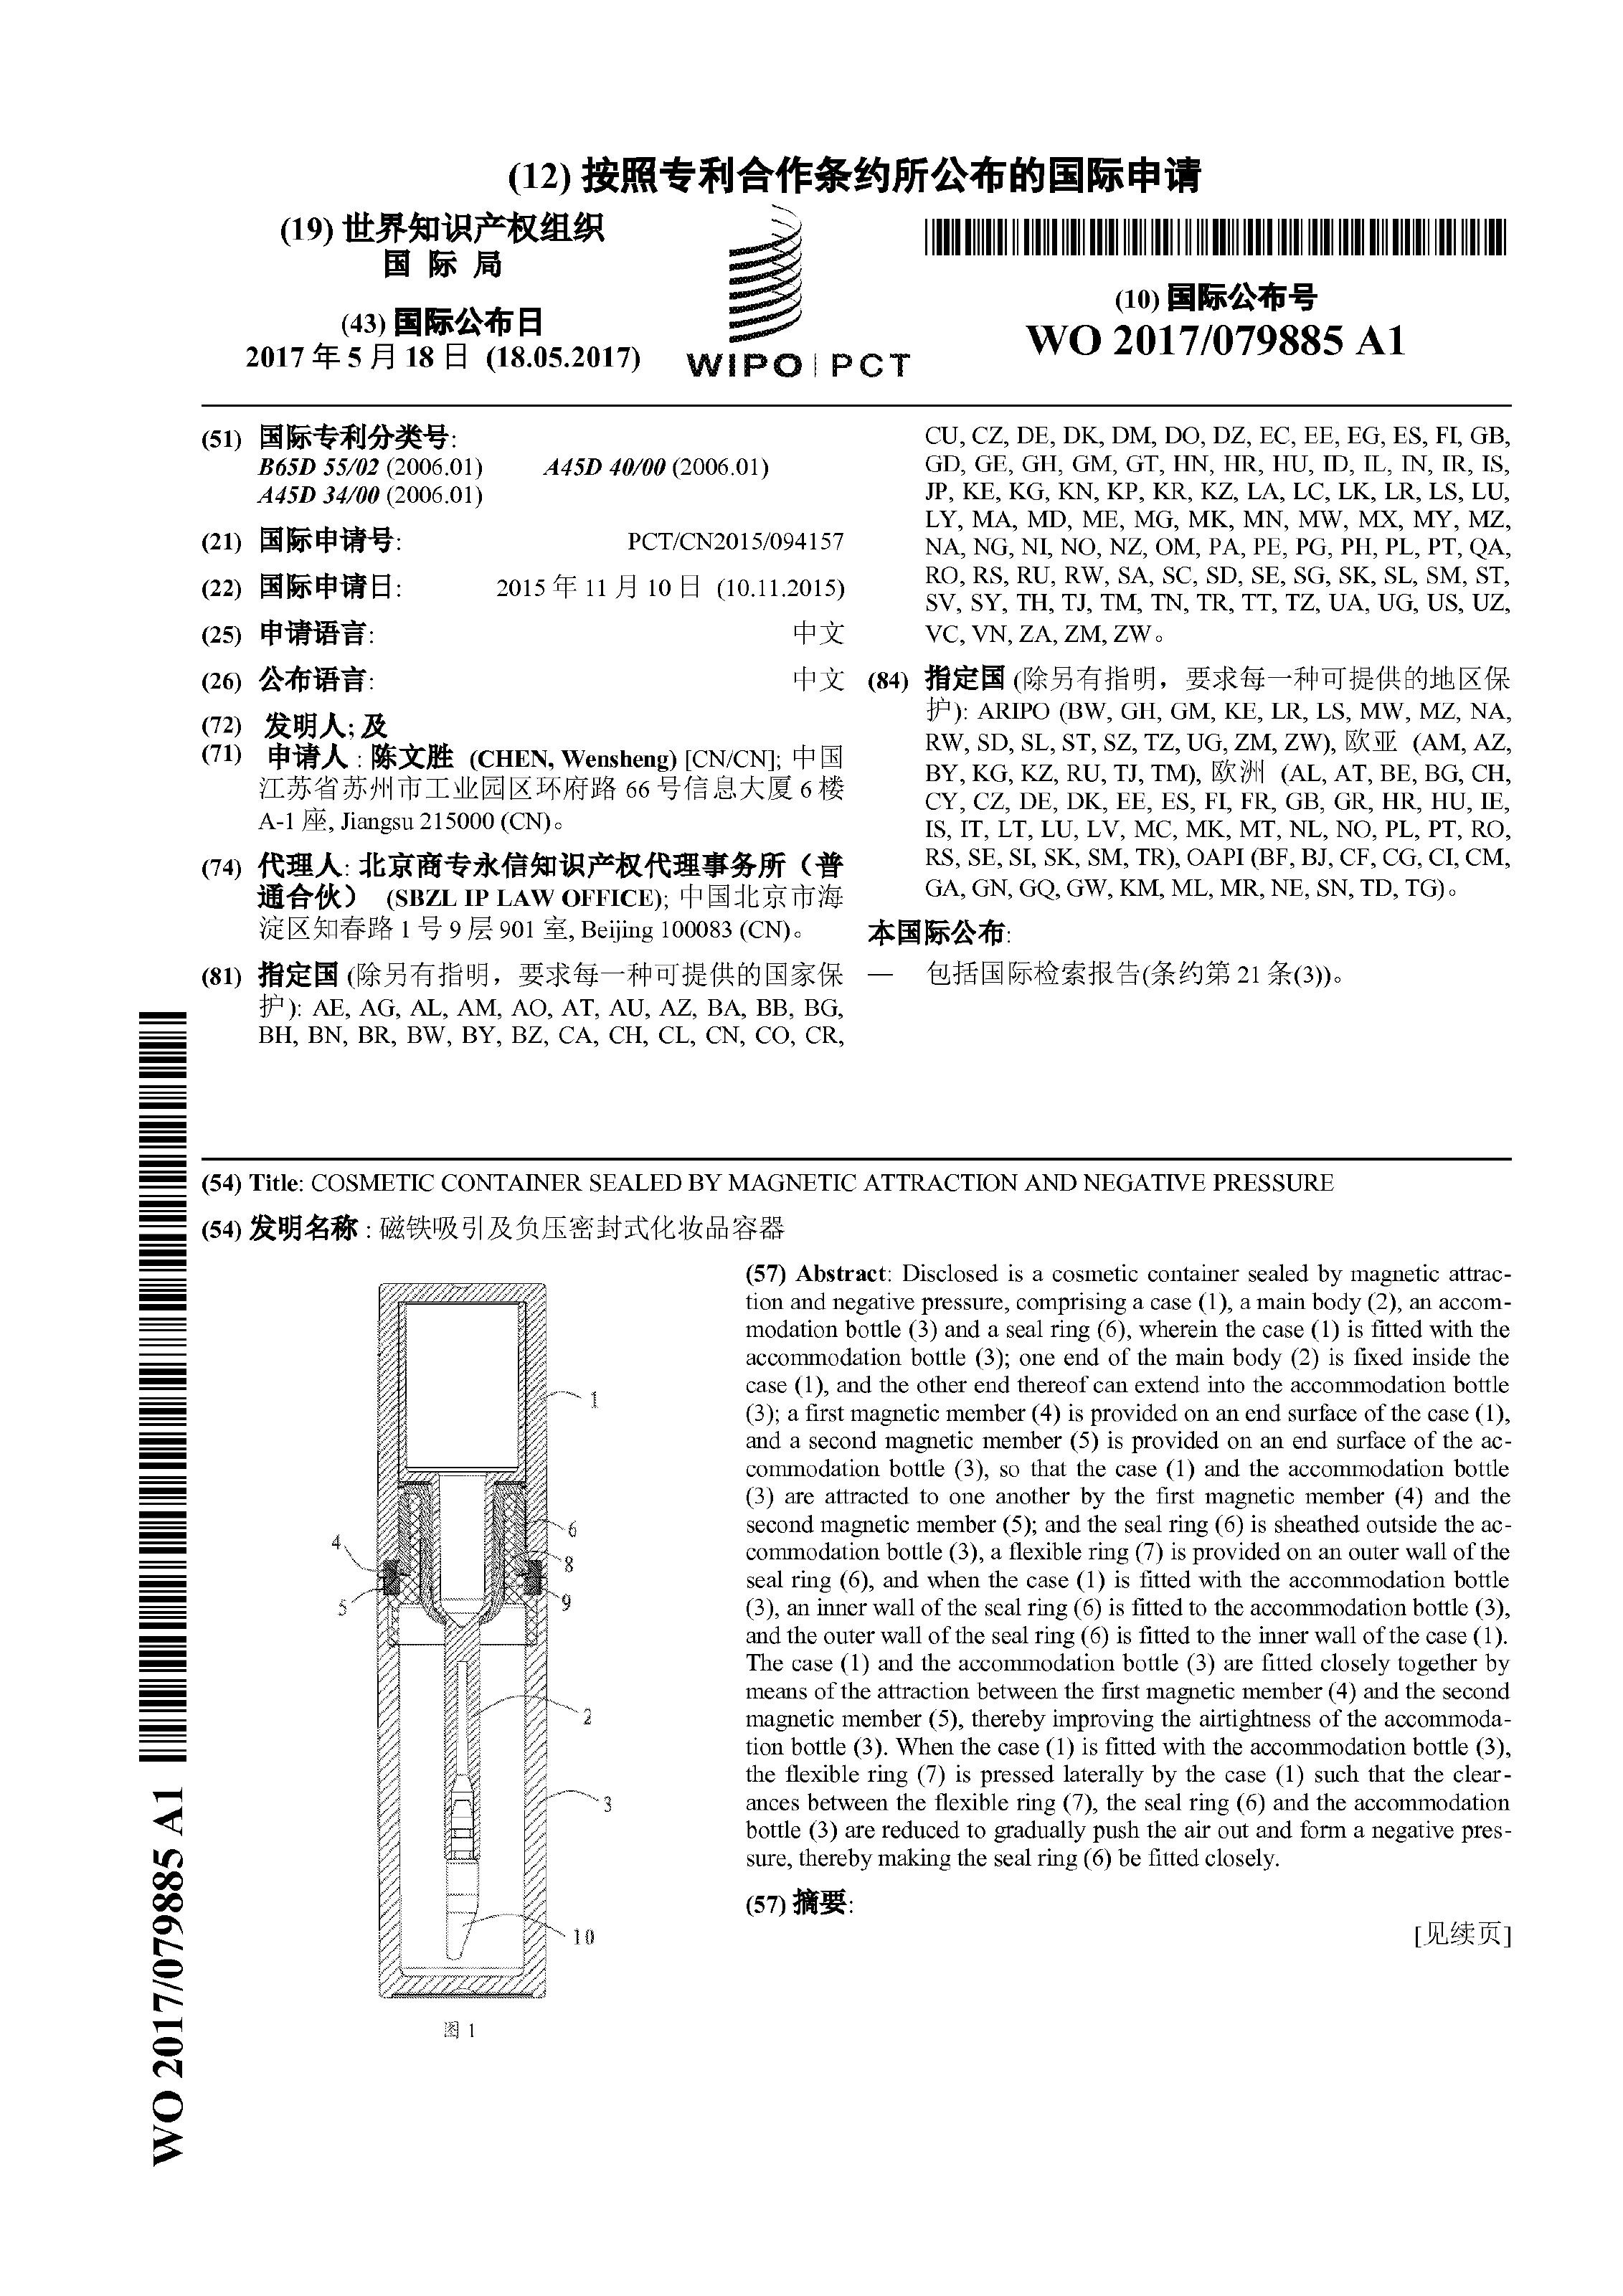 (12) 按照专利合作条约所公布的国际申请
(19) 世界知识产权组织
国 际 局
(43) 国际公布日
2017 年 5 月 18 日 (18.05.2017)
WIPO | PCT
(10) 国际公布号
WO 2017/079885 A1
(51) 国际专利分类号:
B65D 55/02 (2006.01) A45D 40/00 (2006.01)
A45D 34/00 (2006.01)
(21) 国际申请号: PCT/CN2015/094157
(22) 国际申请日: 2015 年 11 月 10 日 (10.11.2015)
(25) 申请语言: 中文
(26) 公布语言: 中文
(72) 发明人; 及
(71) 申请人 : 陈文胜 (CHEN, Wensheng) [CN/CN]; 中国
江苏省苏州市工业园区环府路 66 号信息大厦 6 楼
A-1 座, Jiangsu 215000 (CN)。
(74) 代理人: 北京商专永信知识产权代理事务所（普
通合伙） (SBZL IP LAW OFFICE); 中国北京市海
淀区知春路 1 号 9 层 901 室, Beijing 100083 (CN)。
(81) 指定国 (除另有指明，要求每一种可提供的国家保
护): AE, AG, AL, AM, AO, AT, AU, AZ, BA, BB, BG,
BH, BN, BR, BW, BY, BZ, CA, CH, CL, CN, CO, CR,
CU, CZ, DE, DK, DM, DO, DZ, EC, EE, EG, ES, FI, GB,
GD, GE, GH, GM, GT, HN, HR, HU, ID, IL, IN, IR, IS,
JP, KE, KG, KN, KP, KR, KZ, LA, LC, LK, LR, LS, LU,
LY, MA, MD, ME, MG, MK, MN, MW, MX, MY, MZ,
NA, NG, NI, NO, NZ, OM, PA, PE, PG, PH, PL, PT, QA,
RO, RS, RU, RW, SA, SC, SD, SE, SG, SK, SL, SM, ST,
SV, SY, TH, TJ, TM, TN, TR, TT, TZ, UA, UG, US, UZ,
VC, VN, ZA, ZM, ZW。
(84) 指定国 (除另有指明，要求每一种可提供的地区保
护): ARIPO (BW, GH, GM, KE, LR, LS, MW, MZ, NA,
RW, SD, SL, ST, SZ, TZ, UG, ZM, ZW), 欧亚 (AM, AZ,
BY, KG, KZ, RU, TJ, TM), 欧洲 (AL, AT, BE, BG, CH,
CY, CZ, DE, DK, EE, ES, FI, FR, GB, GR, HR, HU, IE,
IS, IT, LT, LU, LV, MC, MK, MT, NL, NO, PL, PT, RO,
RS, SE, SI, SK, SM, TR), OAPI (BF, BJ, CF, CG, CI, CM,
GA, GN, GQ, GW, KM, ML, MR, NE, SN, TD, TG)。
本国际公布:
— 包括国际检索报告(条约第 21 条(3))。
(54) Title: COSMETIC CONTAINER SEALED BY MAGNETIC ATTRACTION AND NEGATIVE PRESSURE
(54) 发明名称 : 磁铁吸引及负压密封式化妆品容器
1
6
4
8
5
9
2
3
10
图 1
(57) Abstract: Disclosed is a cosmetic container sealed by magnetic attrac-
tion and negative pressure, comprising a case (1), a main body (2), an accom-
modation bottle (3) and a seal ring (6), wherein the case (1) is fitted with the
accommodation bottle (3); one end of the main body (2) is fixed inside the
case (1), and the other end thereof can extend into the accommodation bottle
(3); a first magnetic member (4) is provided on an end surface of the case (1),
and a second magnetic member (5) is provided on an end surface of the ac-
commodation bottle (3), so that the case (1) and the accommodation bottle
(3) are attracted to one another by the first magnetic member (4) and the
second magnetic member (5); and the seal ring (6) is sheathed outside the ac-
commodation bottle (3), a flexible ring (7) is provided on an outer wall of the
seal ring (6), and when the case (1) is fitted with the accommodation bottle
(3), an inner wall of the seal ring (6) is fitted to the accommodation bottle (3),
and the outer wall of the seal ring (6) is fitted to the inner wall of the case (1).
The case (1) and the accommodation bottle (3) are fitted closely together by
means of the attraction between the first magnetic member (4) and the second
magnetic member (5), thereby improving the airtightness of the accommoda-
tion bottle (3). When the case (1) is fitted with the accommodation bottle (3),
the flexible ring (7) is pressed laterally by the case (1) such that the clear-
ances between the flexible ring (7), the seal ring (6) and the accommodation
bottle (3) are reduced to gradually push the air out and form a negative pres-
sure, thereby making the seal ring (6) be fitted closely.
(57) 摘要:
[见续页]
WO 2017/079885 A1